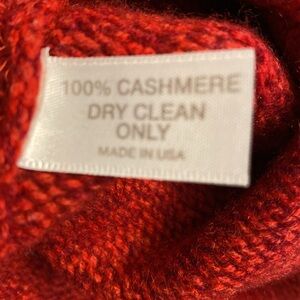 100% CASHMERE
DRY CLEAN
ONLY
MADE IN USA